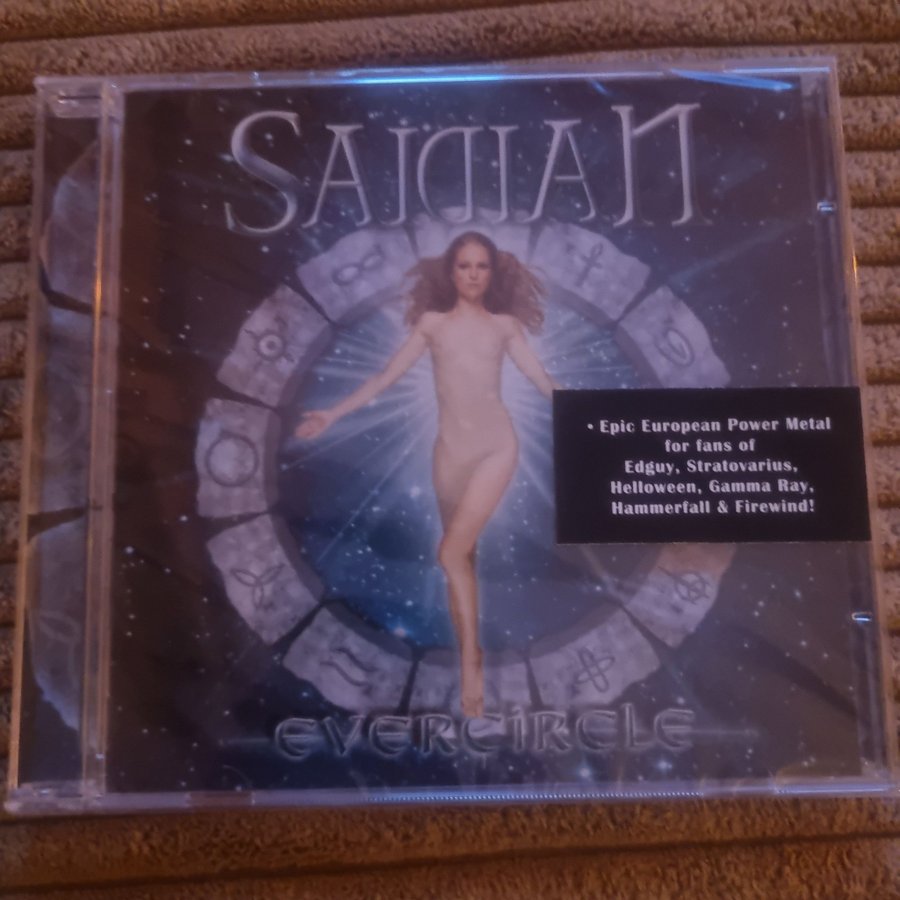 SAIDIAN
• Epic European Power Metal
for fans of
Edguy, Stratovarius,
Helloween, Gamma Ray,
Hammerfall & Firewind!
EVERCIRCLE